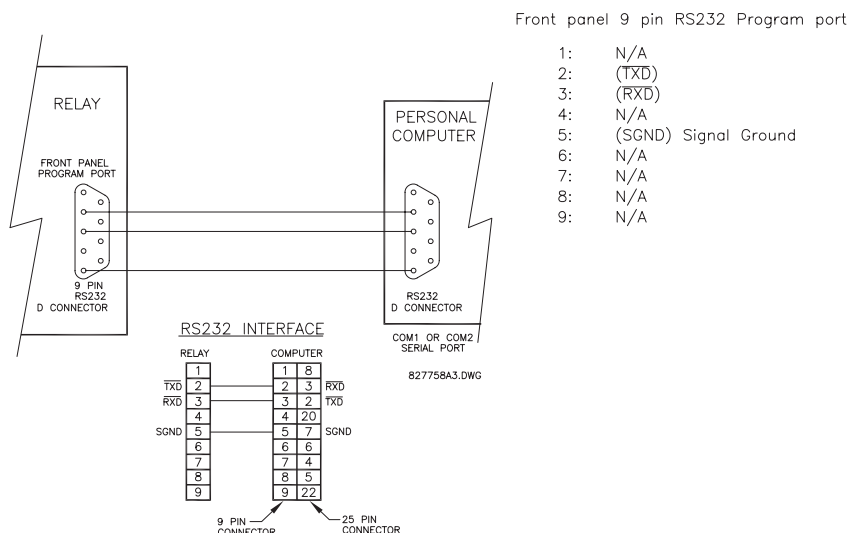 Front panel 9 pin RS232 Program port
1: N/A
2: (TXD)
3: (RXD)
4: N/A
5: (SGND) Signal Ground
6: N/A
7: N/A
8: N/A
9: N/A
RELAY
FRONT PANEL
PROGRAM PORT
9 PIN
RS232
D CONNECTOR
PERSONAL
COMPUTER
RS232
D CONNECTOR
COM1 OR COM2
SERIAL PORT
827758A3.DWG
RS232 INTERFACE
RELAY COMPUTER
1 1 8
TXD 2 2 3 RXD
RXD 3 3 2 TXD
4 4 20
SGND 5 5 7 SGND
6 6 6
7 7 4
8 8 5
9 9 22
9 PIN
CONNECTOR
25 PIN
CONNECTOR